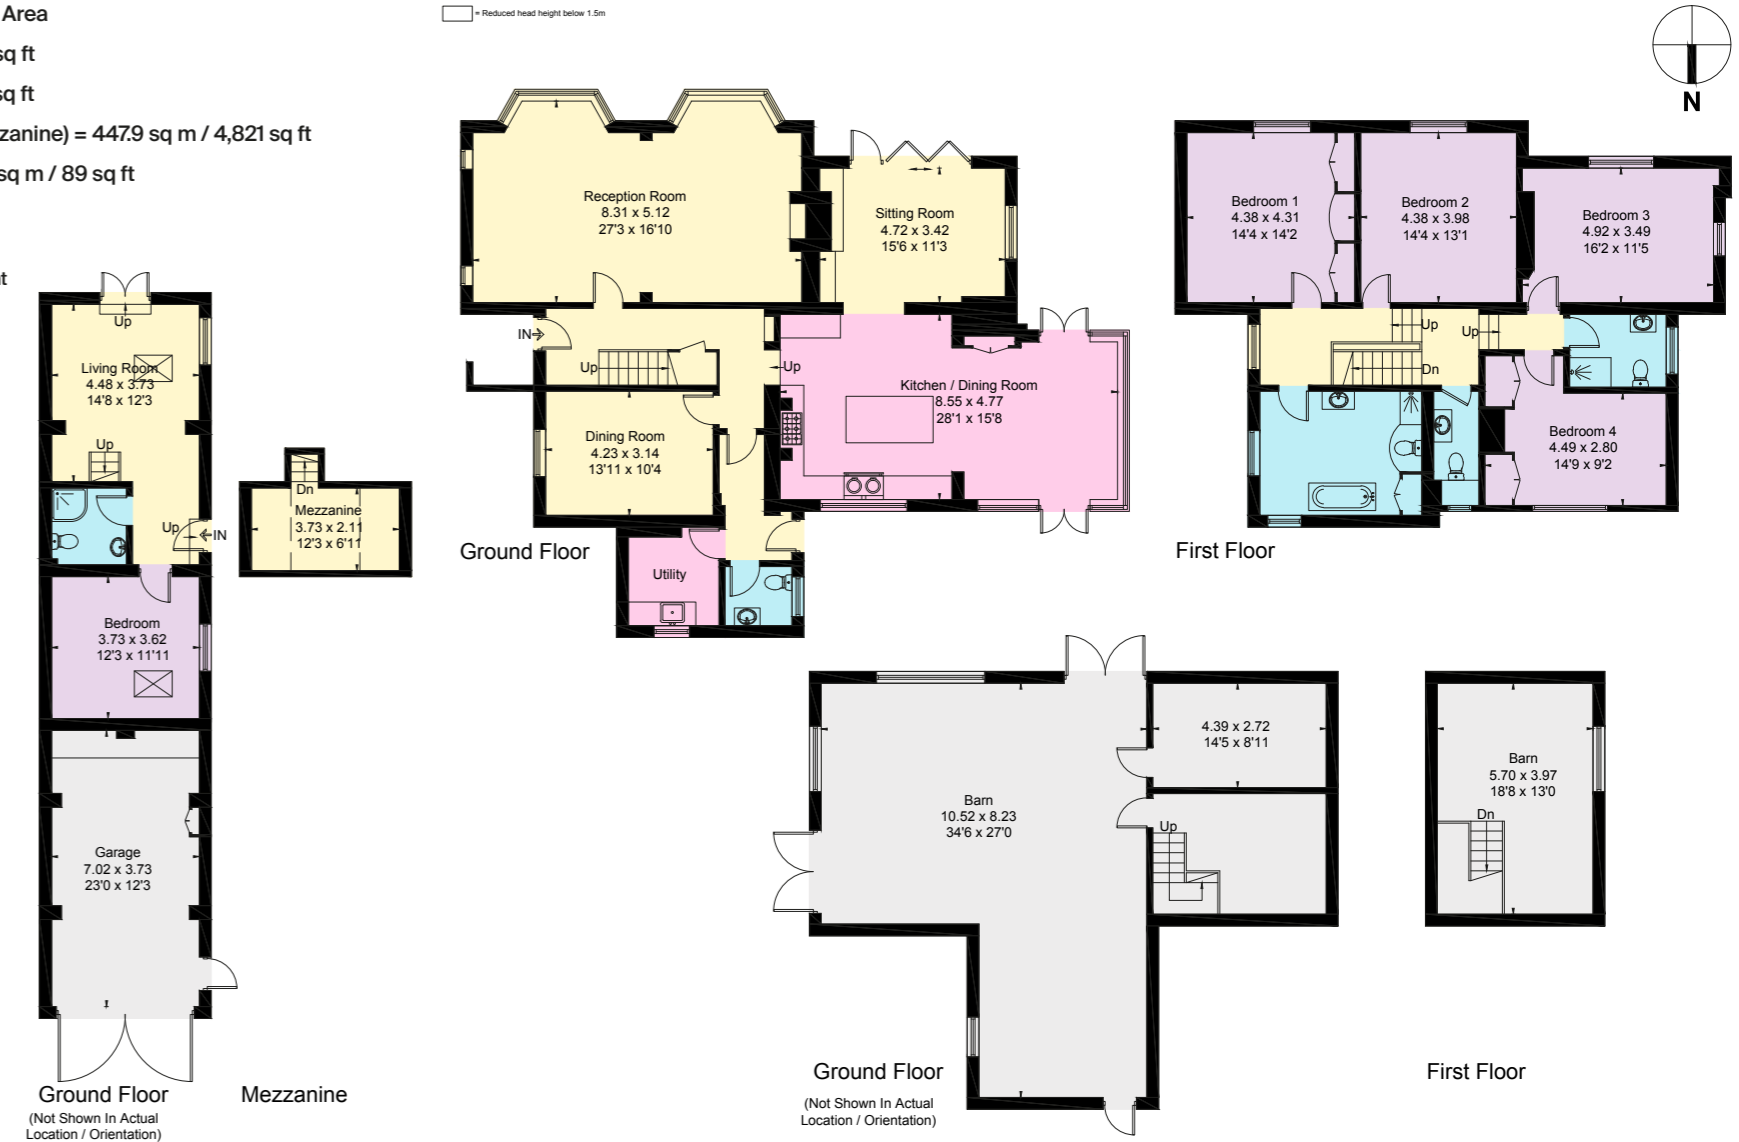 Area
sq ft
sq ft
zzanine) = 447.9 sq m / 4,821 sq ft
sq m / 89 sq ft
= Reduced head height below 1.5m
N
Up
Living Room
4.48 x 3.73
14'8 x 12'3
Up
Up
IN
Bedroom
3.73 x 3.62
12'3 x 11'11
Garage
7.02 x 3.73
23'0 x 12'3
Ground Floor
(Not Shown In Actual
Location / Orientation)
Dn
Mezzanine
3.73 x 2.11
12'3 x 6'11
Mezzanine
Reception Room
8.31 x 5.12
27'3 x 16'10
Sitting Room
4.72 x 3.42
15'6 x 11'3
IN
Up
Up
Kitchen / Dining Room
8.55 x 4.77
28'1 x 15'8
Dining Room
4.23 x 3.14
13'11 x 10'4
Utility
Ground Floor
Bedroom 1
4.38 x 4.31
14'4 x 14'2
Bedroom 2
4.38 x 3.98
14'4 x 13'1
Bedroom 3
4.92 x 3.49
16'2 x 11'5
Up
Up
Dn
Bedroom 4
4.49 x 2.80
14'9 x 9'2
First Floor
4.39 x 2.72
14'5 x 8'11
Barn
10.52 x 8.23
34'6 x 27'0
Up
Ground Floor
(Not Shown In Actual
Location / Orientation)
Barn
5.70 x 3.97
18'8 x 13'0
Dn
First Floor